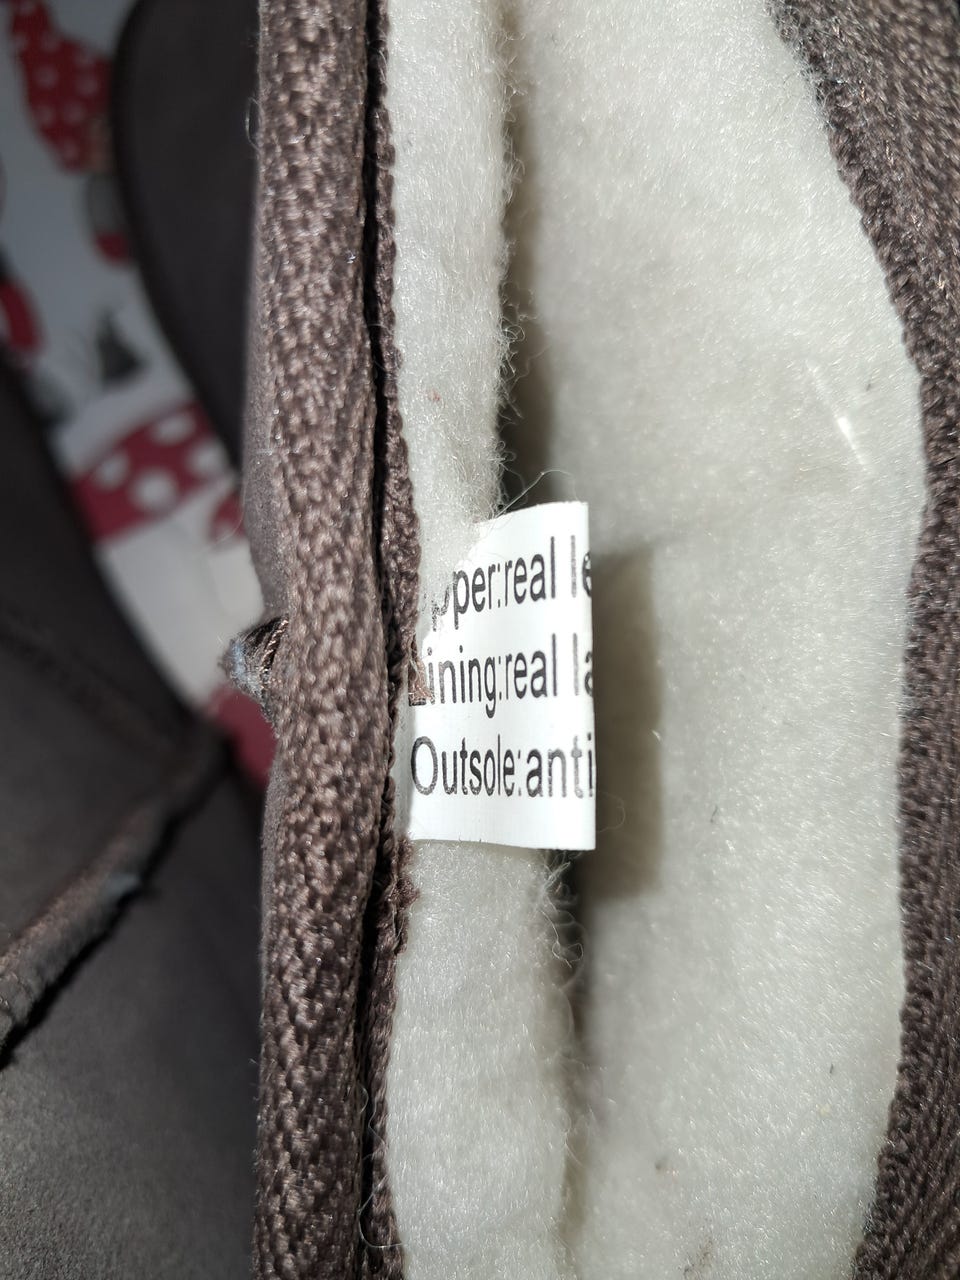 pper:real le
Lining:real la
Outsole:anti